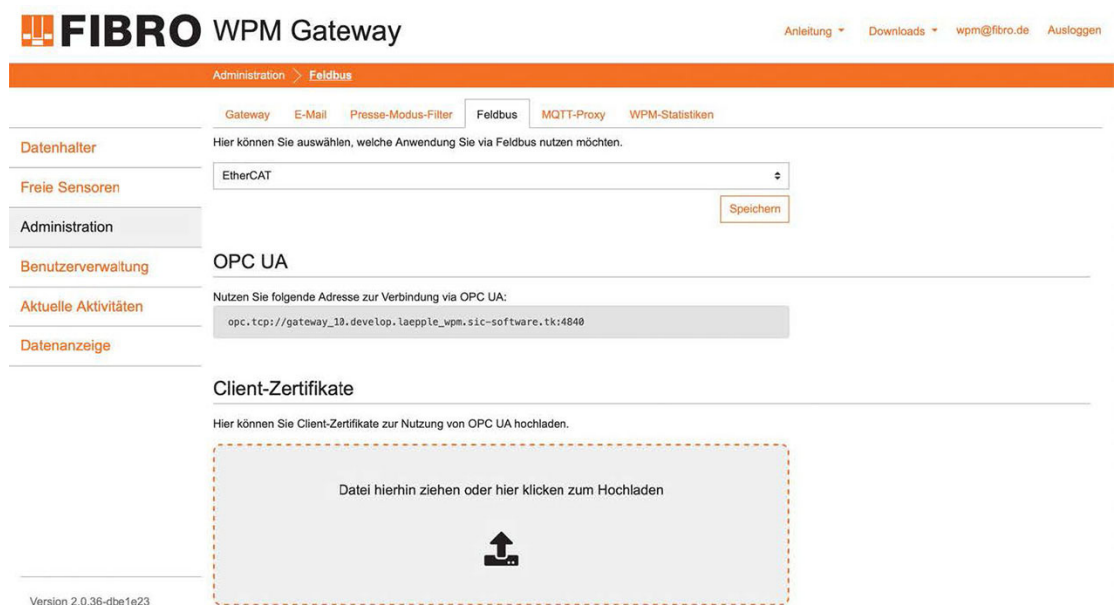 FIBRO WPM Gateway
Anleitung Downloads wpm@fibro.de Ausloggen
Administration Feldbus
Gateway E-Mail Presse-Modus-Filter Feldbus MQTT-Proxy WPM-Statistiken
Hier können Sie auswählen, welche Anwendung Sie via Feldbus nutzen möchten.
EtherCAT
Speichern
Datenhalter
Freie Sensoren
Administration
Benutzerverwaltung
Aktuelle Aktivitäten
Datenanzeige
OPC UA
Nutzen Sie folgende Adresse zur Verbindung via OPC UA:
opc.tcp://gateway_10.develop.laepple_wpm.sic-software.tk:4840
Client-Zertifikate
Hier können Sie Client-Zertifikate zur Nutzung von OPC UA hochladen.
Datei hierhin ziehen oder hier klicken zum Hochladen
Version 2.0.36-dbe1e23